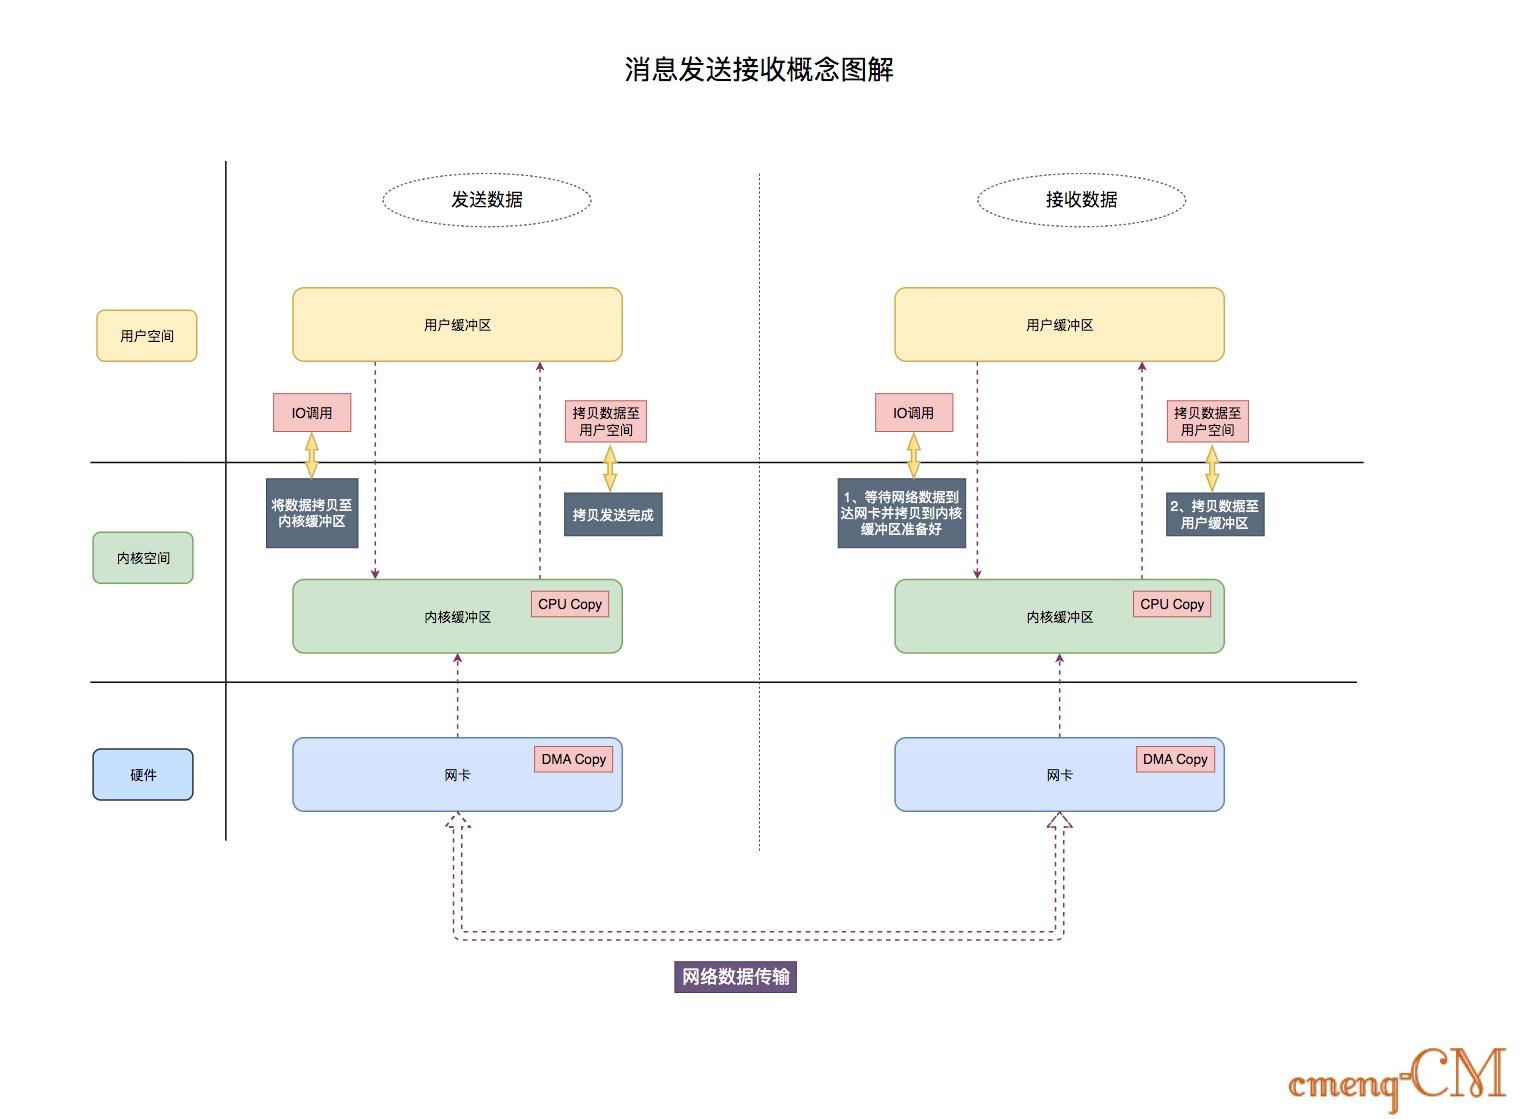 消息发送接收概念图解
发送数据
接收数据
用户空间
用户缓冲区
用户缓冲区
IO调用
拷贝数据至
用户空间
IO调用
拷贝数据至
用户空间
将数据拷贝至
内核缓冲区
拷贝发送完成
1、等待网络数据到
达网卡并拷贝到内核
缓冲区准备好
2、拷贝数据至
用户缓冲区
内核空间
内核缓冲区
CPU Copy
内核缓冲区
CPU Copy
硬件
网卡
DMA Copy
网卡
DMA Copy
网络数据传输
cmenq-CM